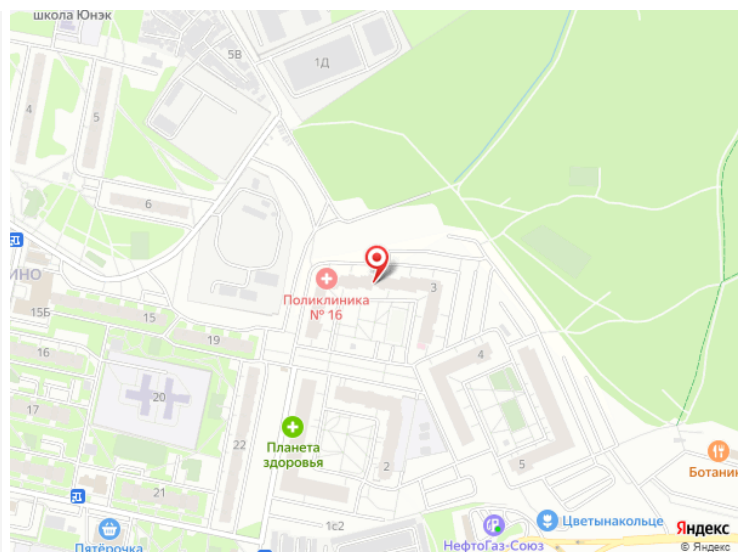 школа Юнэк
5В
1Д
4
5
6
ИНО
Поликлиника
№ 16
3
15Б
15
19
16
4
20
17
Планета
здоровья
22
2
5
Ботаник
21
1с2
Цветынакольце
НефтоГаз-Союз
Пятёрочка
Яндекс
© Яндекс